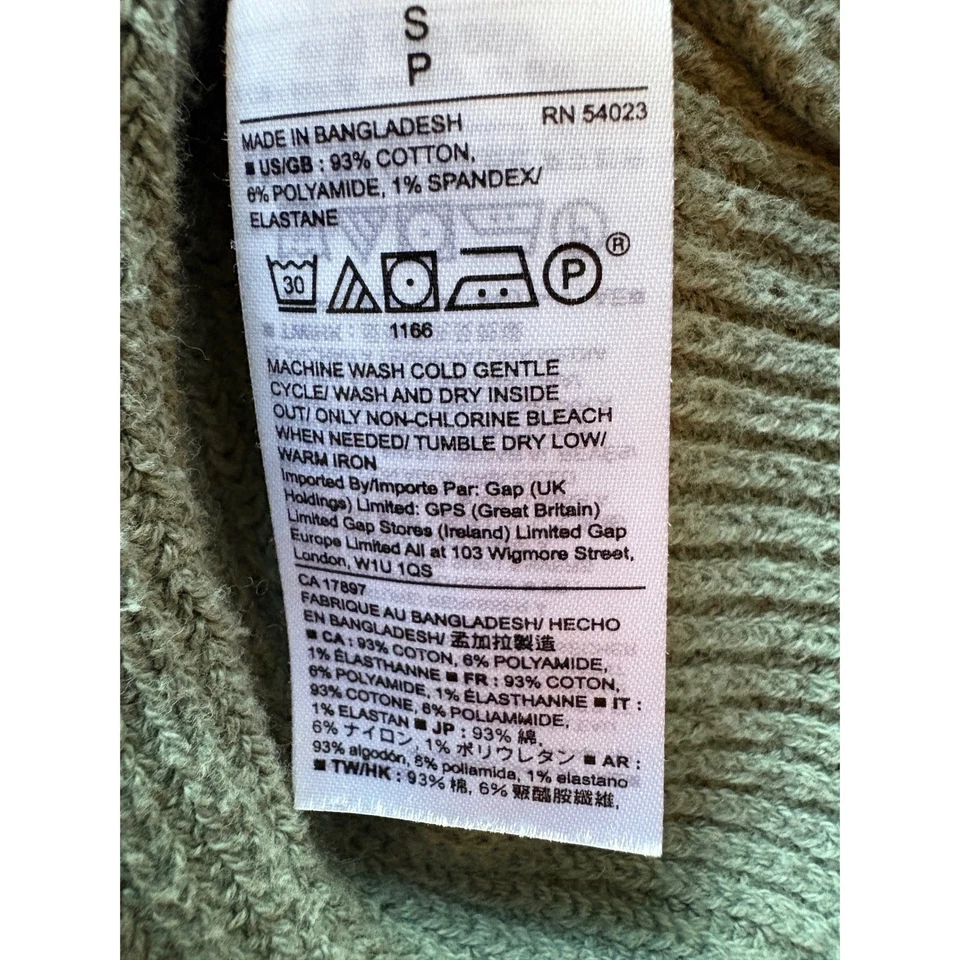 S
P
MADE IN BANGLADESH RN 54023
■ US/GB : 93% COTTON,
6% POLYAMIDE, 1% SPANDEX/
ELASTANE
30 P ®
1166
MACHINE WASH COLD GENTLE
CYCLE/ WASH AND DRY INSIDE
OUT/ ONLY NON-CHLORINE BLEACH
WHEN NEEDED/ TUMBLE DRY LOW/
WARM IRON
Imported By/Importe Par: Gap (UK
Holdings) Limited: GPS (Great Britain)
Limited Gap Stores (Ireland) Limited Gap
Europe Limited All at 103 Wigmore Street,
London, W1U 1QS
CA 17897
FABRIQUE AU BANGLADESH/ HECHO
EN BANGLADESH/ 孟加拉製造
■ CA : 93% COTON, 6% POLYAMIDE,
1% ÉLASTHANNE ■ FR : 93% COTON,
6% POLYAMIDE, 1% ÉLASTHANNE ■ IT :
93% COTONE, 6% POLIAMMIDE,
1% ELASTAN ■ JP : 93% 綿,
6% ナイロン, 1% ポリウレタン ■ AR :
93% algodón, 6% poliamida, 1% elastano
■ TW/HK : 93% 棉, 6% 聚醯胺纖維,